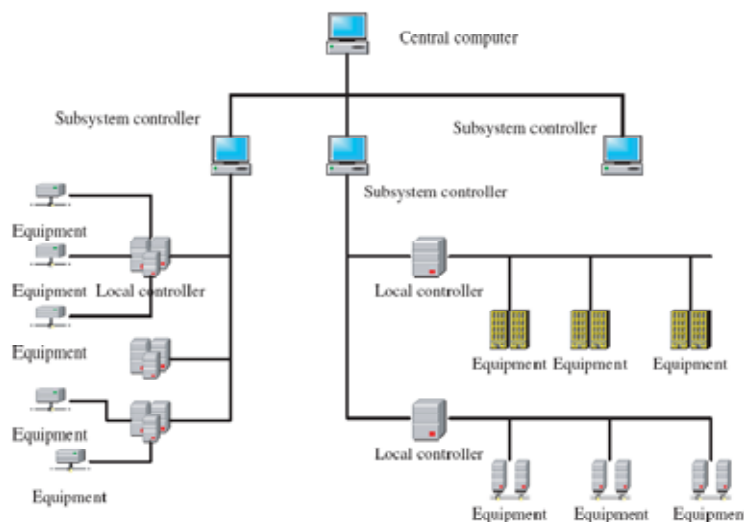 Central computer
Subsystem controller
Subsystem controller
Subsystem controller
Equipment
Equipment
Local controller
Local controller
Equipment
Equipment
Equipment
Equipment
Equipment
Local controller
Equipment
Equipment
Equipment
Equipmen